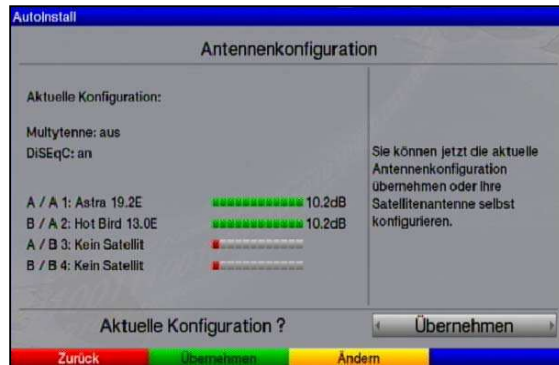 Autoinstall
Antennenkonfiguration
Aktuelle Konfiguration:
Multytenne: aus
DiSEqC: an
A / A 1: Astra 19.2E 10.2dB
B / A 2: Hot Bird 13.0E 10.2dB
A / B 3: Kein Satellit
B / B 4: Kein Satellit
Sie können jetzt die aktuelle
Antennenkonfiguration
übernehmen oder Ihre
Satellitenantenne selbst
konfigurieren.
Aktuelle Konfiguration ?
Übernehmen
Zurück Übernehmen Ändern